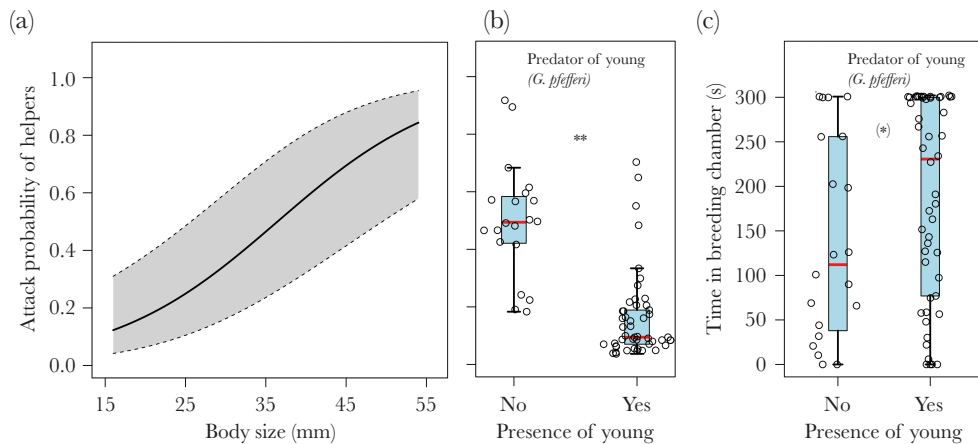 (a)
(b)
(c)
Attack probability of helpers
1.0
0.8
0.6
0.4
0.2
0.0
15
25
35
45
55
Body size (mm)
Predator of young
(G. pfefferi)
**
No
Yes
Presence of young
Time in breeding chamber (s)
300
250
200
150
100
50
0
Predator of young
(G. pfefferi)
(*)
No
Yes
Presence of young